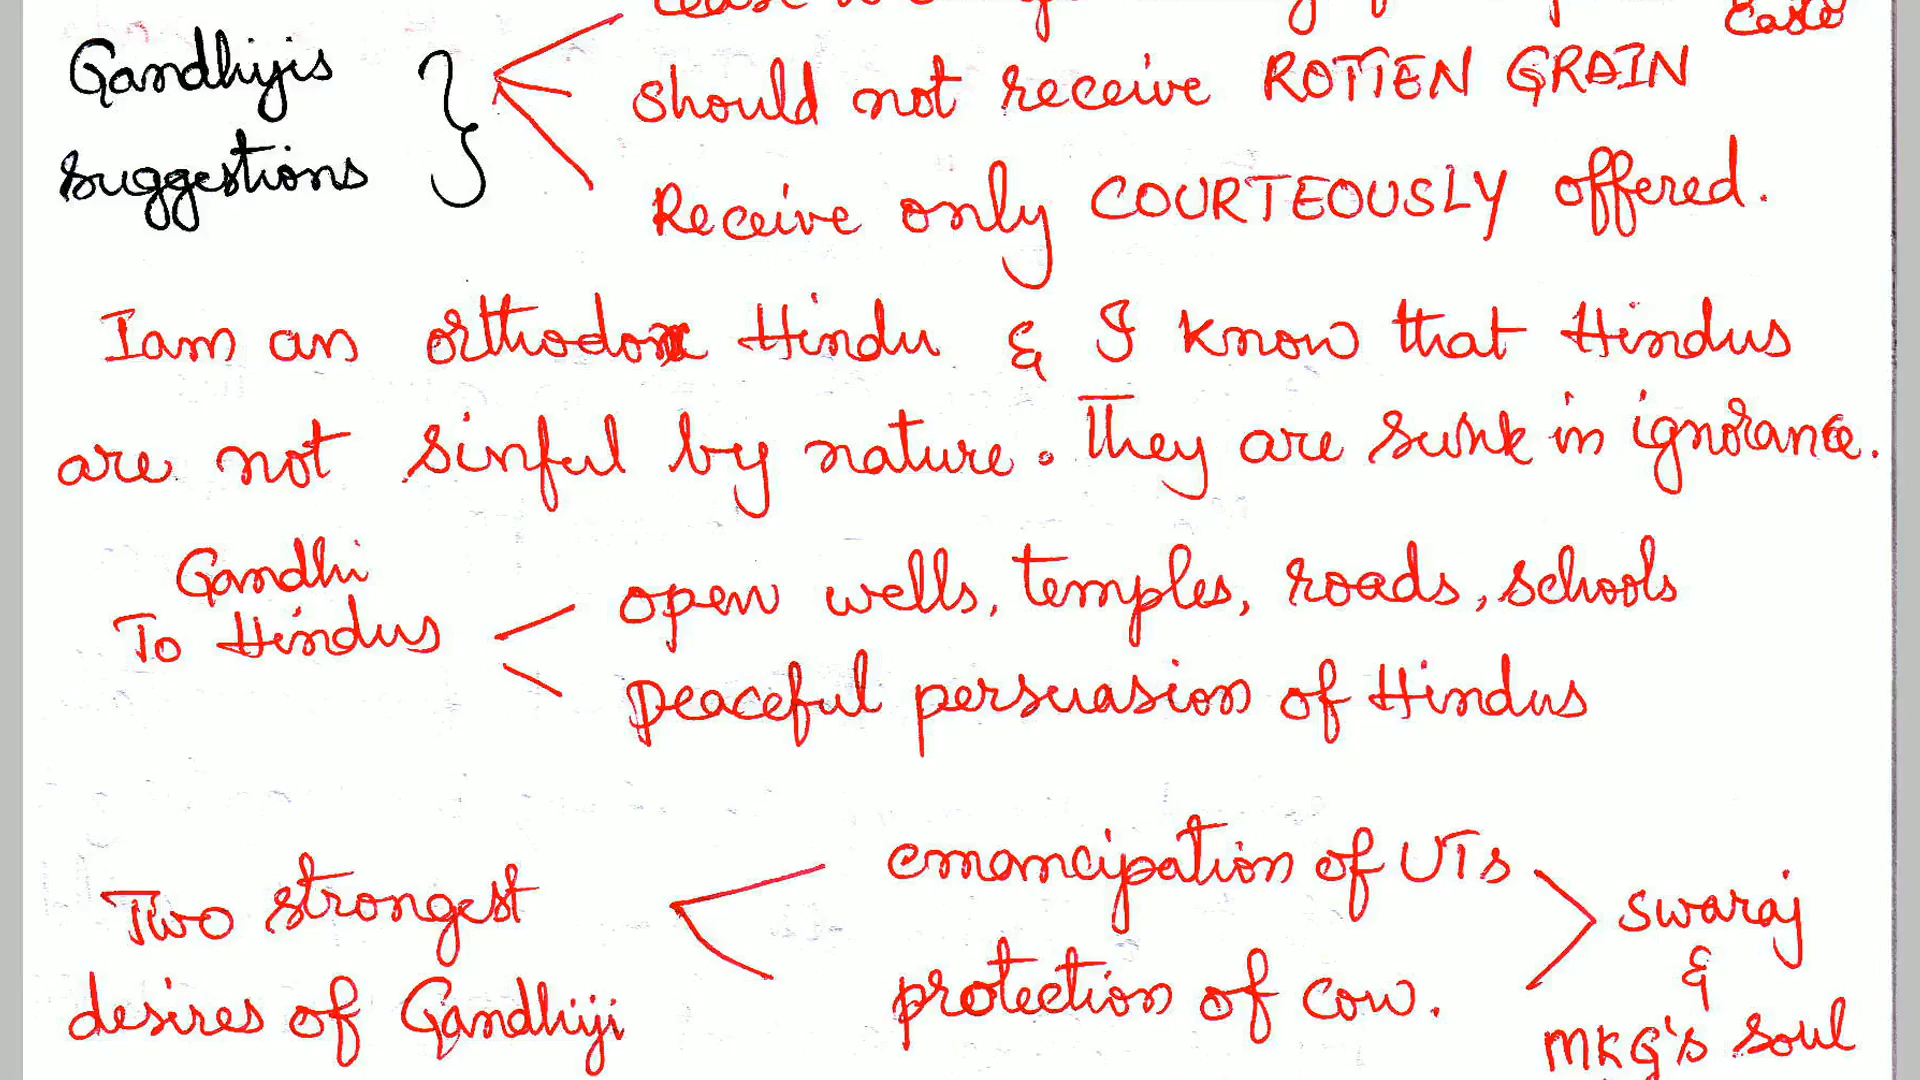 caste
Gandhijis
suggestions
should not receive ROTTEN GRAIN
Receive only COURTEOUSLY offered.
I am an orthodox Hindu & I know that Hindus
are not sinful by nature. They are sunk in ignorance.
Gandhi
To Hindus
open wells, temples, roads, schools
peaceful persuasion of Hindus
Two strongest
desires of Gandhiji
emancipation of UTs
protection of cow.
swaraj
&
MKG's soul